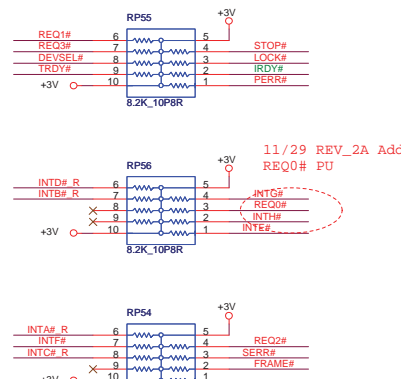 RP55
+3V
REQ1# 6 5
REQ3# 7 4 STOP#
DEVSEL# 8 3 LOCK#
TRDY# 9 2 IRDY#
+3V 10 1 PERR#
8.2K_10P8R
11/29 REV_2A Add
REQ0# PU
RP56
+3V
INTD#_R 6 5
INTB#_R 7 4 INTG#
8 3 REQ0#
9 2 INTH#
+3V 10 1 INTE#
8.2K_10P8R
RP54
+3V
INTA#_R 6 5
INTF# 7 4 REQ2#
INTC#_R 8 3 SERR#
9 2 FRAME#
+3V 10 1